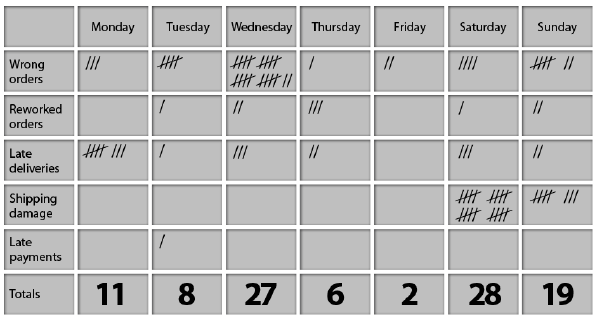 Monday Tuesday Wednesday Thursday Friday Saturday Sunday
Wrong
orders
Reworked
orders
Late
deliveries
Shipping
damage
Late
payments
Totals 11 8 27 6 2 28 19